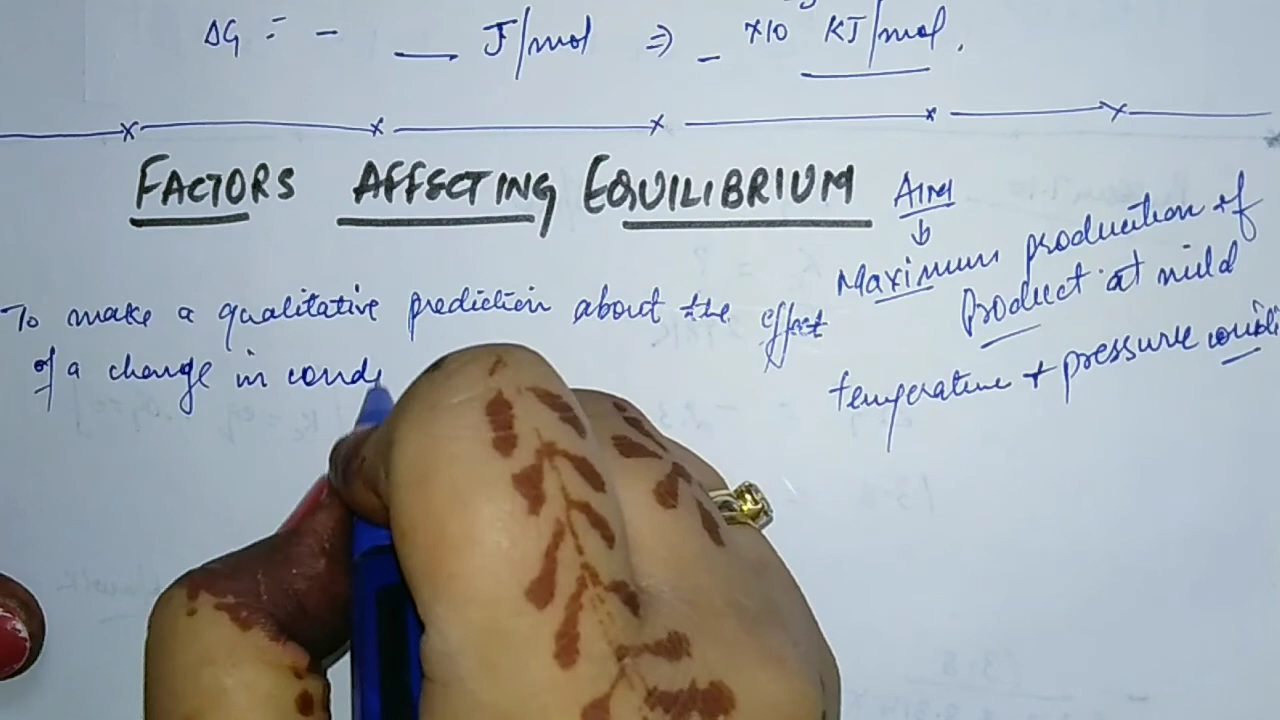 ΔG = - __ J/mol ⇒ - ×10 KJ/mol.
FACTORS AFFECTING EQUILIBRIUM
AIM
↓
Maximum production of
Product at mild
temperature + pressure
To make a qualitative prediction about the effect
of a change in cond